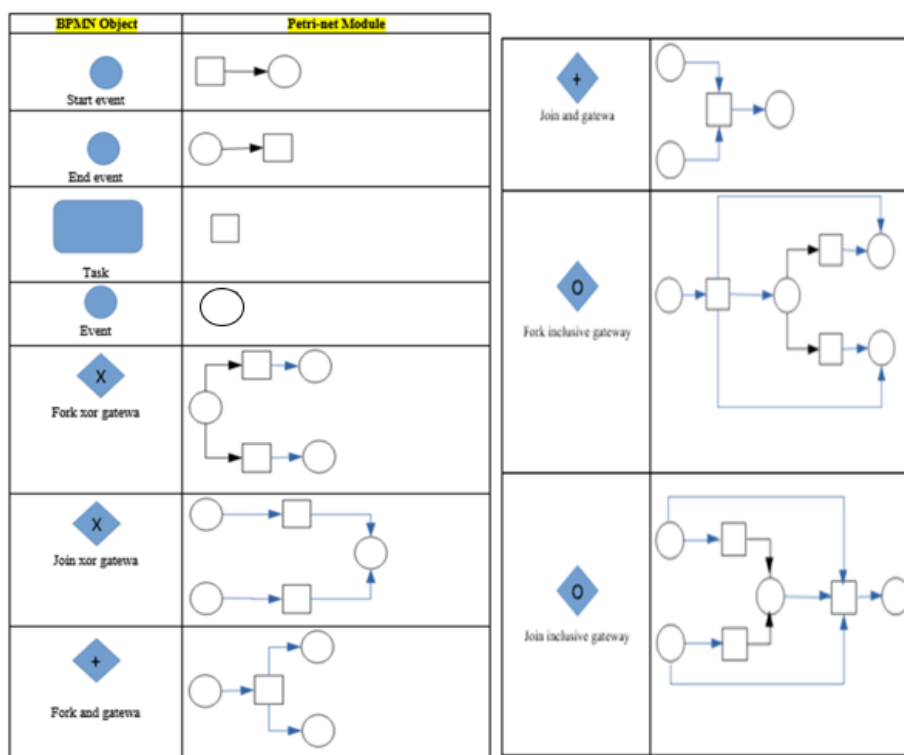 BPMN Object
Petri-net Module
Start event
End event
Task
Event
X
Fork xor gatewa
X
Join xor gatewa
+
Fork and gatewa
+
Join and gatewa
O
Fork inclusive gateway
O
Join inclusive gateway